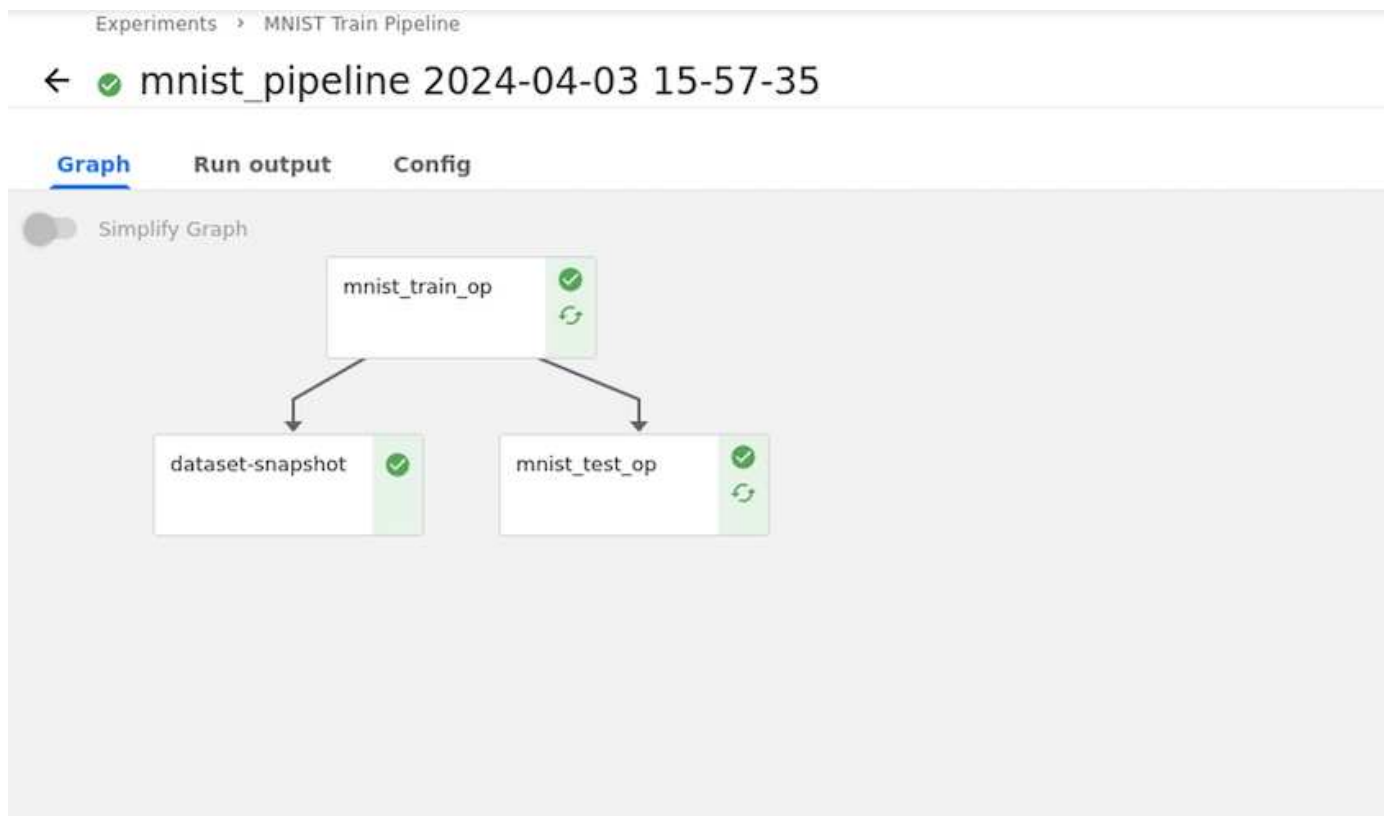 Experiments > MNIST Train Pipeline
mnist_pipeline 2024-04-03 15-57-35
Graph Run output Config
Simplify Graph
mnist_train_op
dataset-snapshot mnist_test_op